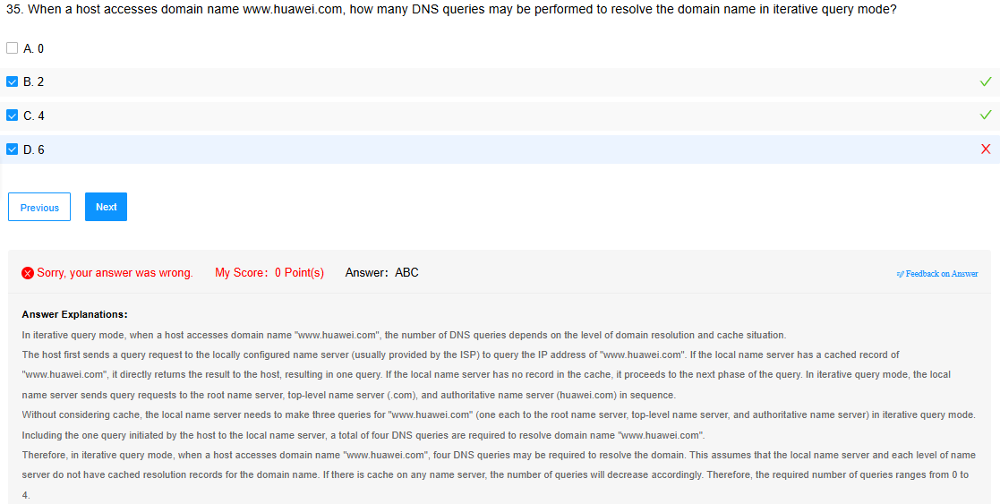 35. When a host accesses domain name www.huawei.com, how many DNS queries may be performed to resolve the domain name in iterative query mode?
A. 0
B. 2
C. 4
D. 6
Previous
Next
Sorry, your answer was wrong. My Score: 0 Point(s) Answer: ABC
Feedback on Answer
Answer Explanations:
In iterative query mode, when a host accesses domain name "www.huawei.com", the number of DNS queries depends on the level of domain resolution and cache situation.
The host first sends a query request to the locally configured name server (usually provided by the ISP) to query the IP address of "www.huawei.com". If the local name server has a cached record of
"www.huawei.com", it directly returns the result to the host, resulting in one query. If the local name server has no record in the cache, it proceeds to the next phase of the query. In iterative query mode, the local
name server sends query requests to the root name server, top-level name server (.com), and authoritative name server (huawei.com) in sequence.
Without considering cache, the local name server needs to make three queries for "www.huawei.com" (one each to the root name server, top-level name server, and authoritative name server) in iterative query mode.
Including the one query initiated by the host to the local name server, a total of four DNS queries are required to resolve domain name "www.huawei.com".
Therefore, in iterative query mode, when a host accesses domain name "www.huawei.com", four DNS queries may be required to resolve the domain. This assumes that the local name server and each level of name
server do not have cached resolution records for the domain name. If there is cache on any name server, the number of queries will decrease accordingly. Therefore, the required number of queries ranges from 0 to
4.